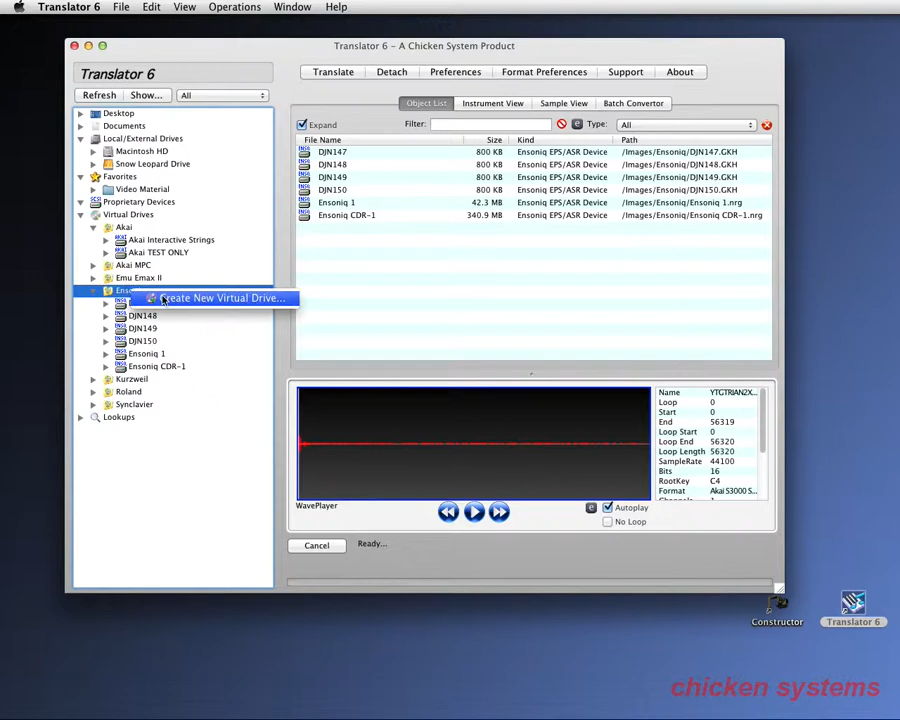 Translator 6 File Edit View Operations Window Help
Translator 6 – A Chicken System Product
Translator 6
Translate Detach Preferences Format Preferences Support About
Refresh Show... All
Object List Instrument View Sample View Batch Convertor
Expand Filter: e Type: All
File Name Size Kind Path
DJN147 800 KB Ensoniq EPS/ASR Device /Images/Ensoniq/DJN147.GKH
DJN148 800 KB Ensoniq EPS/ASR Device /Images/Ensoniq/DJN148.GKH
DJN149 800 KB Ensoniq EPS/ASR Device /Images/Ensoniq/DJN149.GKH
DJN150 800 KB Ensoniq EPS/ASR Device /Images/Ensoniq/DJN150.GKH
Ensoniq 1 42.3 MB Ensoniq EPS/ASR Device /Images/Ensoniq/Ensoniq 1.nrg
Ensoniq CDR-1 340.9 MB Ensoniq EPS/ASR Device /Images/Ensoniq/Ensoniq CDR-1.nrg
Desktop
Documents
Local/External Drives
Macintosh HD
Snow Leopard Drive
Favorites
Video Material
Proprietary Devices
Virtual Drives
Akai
Akai Interactive Strings
Akai TEST ONLY
Akai MPC
Emu Emax II
Create New Virtual Drive...
DJN148
DJN149
DJN150
Ensoniq 1
Ensoniq CDR-1
Kurzweil
Roland
Synclavier
Lookups
Name YTGTRIAN2X...
Loop 0
Start 0
End 56319
Loop Start 0
Loop End 56320
Loop Length 56320
SampleRate 44100
Bits 16
RootKey C4
Format Akai S3000 S...
WavePlayer
e Autoplay
No Loop
Cancel Ready...
Constructor
Translator 6
chicken systems